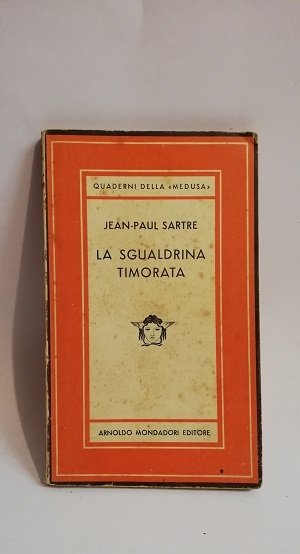 QUADERNI DELLA «MEDUSA»
JEAN-PAUL SARTRE
LA SGUALDRINA
TIMORATA
ARNOLDO MONDADORI EDITORE